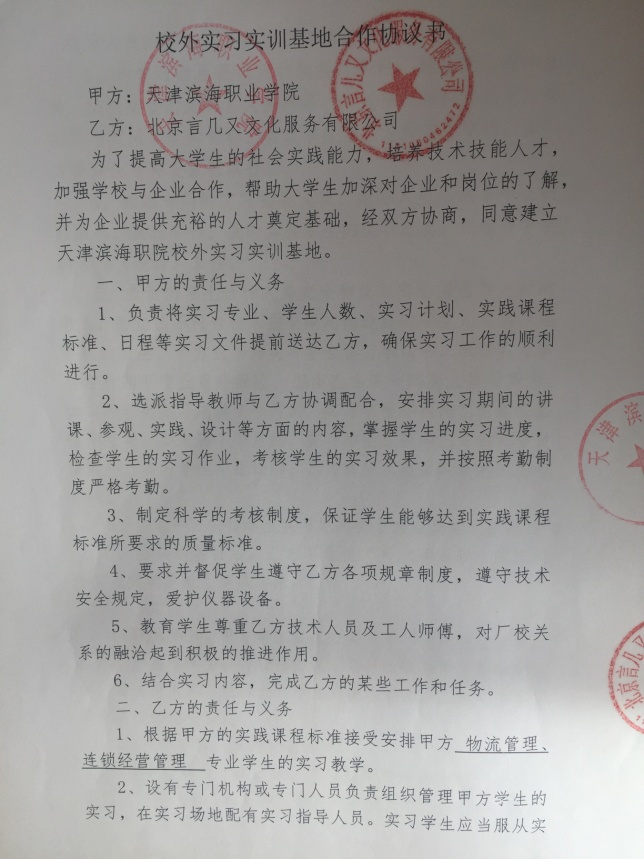 校外实习实训基地合作协议书
甲方：天津滨海职业学院
乙方：北京言几又文化服务有限公司
为了提高大学生的社会实践能力，培养技术技能人才，
加强学校与企业合作，帮助大学生加深对企业和岗位的了解，
并为企业提供充裕的人才奠定基础，经双方协商，同意建立
天津滨海职院校外实习实训基地。
一、甲方的责任与义务
1、负责将实习专业、学生人数、实习计划、实践课程
标准、日程等实习文件提前送达乙方，确保实习工作的顺利
进行。
2、选派指导教师与乙方协调配合，安排实习期间的讲
课、参观、实践、设计等方面的内容，掌握学生的实习进度，
检查学生的实习作业，考核学生的实习效果，并按照考勤制
度严格考勤。
3、制定科学的考核制度，保证学生能够达到实践课程
标准所要求的质量标准。
4、要求并督促学生遵守乙方各项规章制度，遵守技术
安全规定，爱护仪器设备。
5、教育学生尊重乙方技术人员及工人师傅，对厂校关
系的融洽起到积极的推进作用。
6、结合实习内容，完成乙方的某些工作和任务。
二、乙方的责任与义务
1、根据甲方的实践课程标准接受安排甲方 物流管理、
连锁经营管理 专业学生的实习教学。
2、设有专门机构或专门人员负责组织管理甲方学生的
实习，在实习场地配有实习指导人员。实习学生应当服从实
天津滨
北京言几